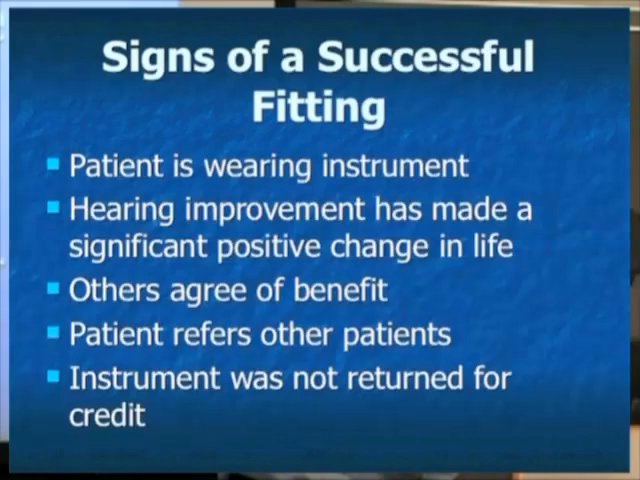 Signs of a Successful
Fitting
Patient is wearing instrument
Hearing improvement has made a
significant positive change in life
Others agree of benefit
Patient refers other patients
Instrument was not returned for
credit